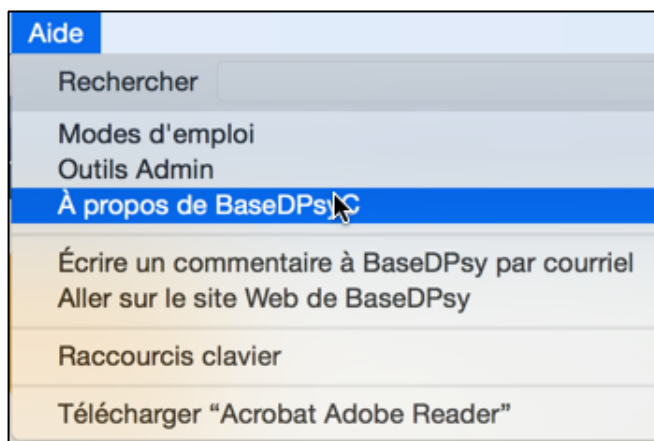 Aide
Rechercher
Modes d'emploi
Outils Admin
À propos de BaseDPsyC
Écrire un commentaire à BaseDPsy par courriel
Aller sur le site Web de BaseDPsy
Raccourcis clavier
Télécharger “Acrobat Adobe Reader”